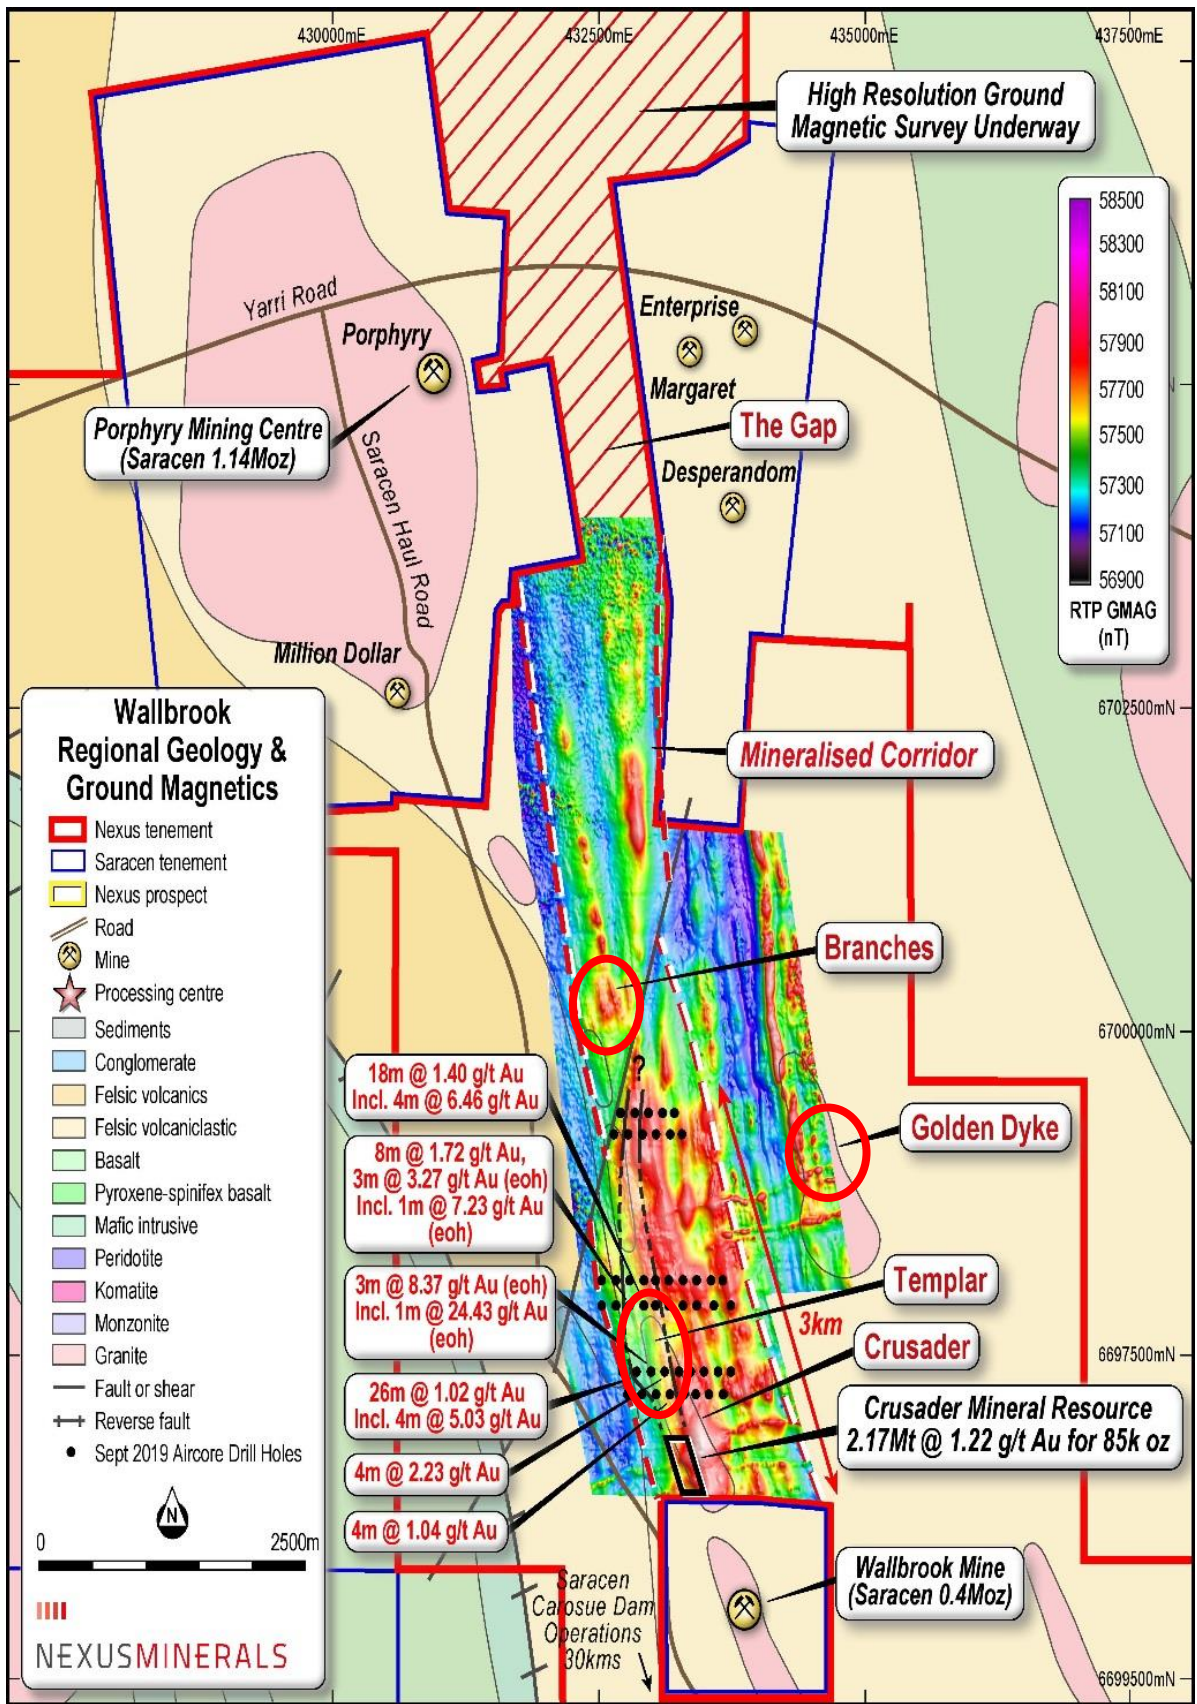 430000mE
432500mE
435000mE
437500mE
High Resolution Ground
Magnetic Survey Underway
58500
58300
58100
57900
57700
57500
57300
57100
56900
RTP GMAG
(nT)
N
Yarri Road
Porphyry
Enterprise
Margaret
The Gap
Porphyry Mining Centre
(Saracen 1.14Moz)
Saracen Haul Road
Desperandom
Million Dollar
6702500mN
Mineralised Corridor
Wallbrook
Regional Geology &
Ground Magnetics
Nexus tenement
Saracen tenement
Nexus prospect
Road
Mine
Processing centre
Sediments
Conglomerate
Felsic volcanics
Felsic volcaniclastic
Basalt
Pyroxene-spinifex basalt
Mafic intrusive
Peridotite
Komatite
Monzonite
Granite
Fault or shear
Reverse fault
Sept 2019 Aircore Drill Holes
N
0
2500m
NEXUSMINERALS
Branches
6700000mN
?
18m @ 1.40 g/t Au
Incl. 4m @ 6.46 g/t Au
8m @ 1.72 g/t Au,
3m @ 3.27 g/t Au (eoh)
Incl. 1m @ 7.23 g/t Au
(eoh)
3m @ 8.37 g/t Au (eoh)
Incl. 1m @ 24.43 g/t Au
(eoh)
26m @ 1.02 g/t Au
Incl. 4m @ 5.03 g/t Au
4m @ 2.23 g/t Au
4m @ 1.04 g/t Au
Golden Dyke
Templar
3km
Crusader
6697500mN
Crusader Mineral Resource
2.17Mt @ 1.22 g/t Au for 85k oz
Wallbrook Mine
(Saracen 0.4Moz)
Saracen
Carosue Dam
Operations
30kms
6699500mN